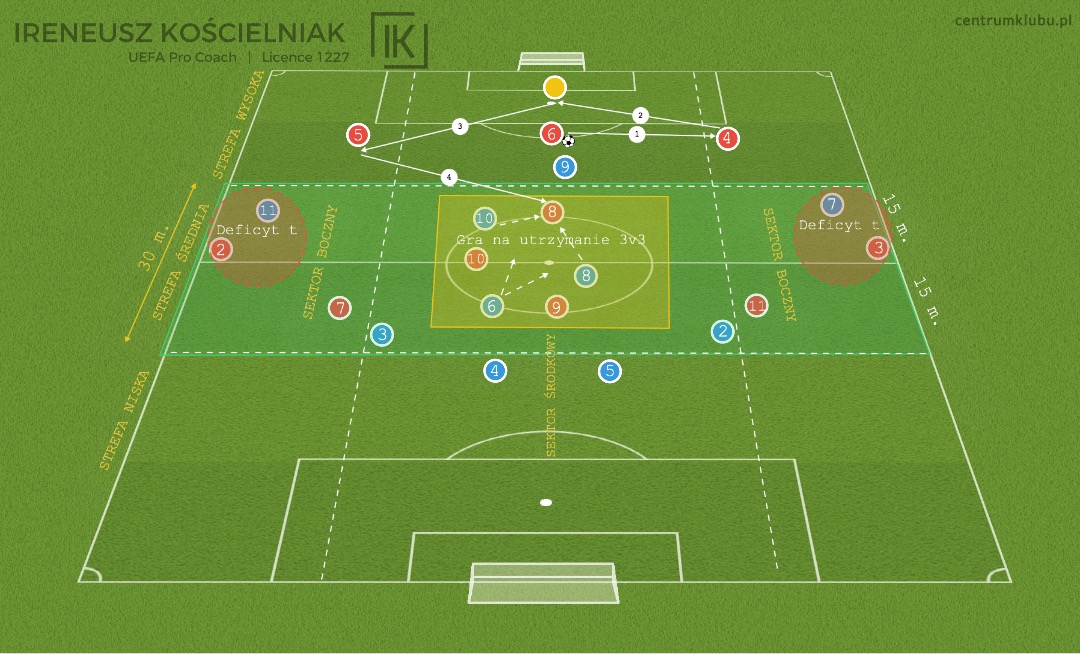 IRENEUSZ KOŚCIELNIAK
IK
UEFA Pro Coach | Licence 1227
centrumklubu.pl
STREFA WYSOKA
2
3
1
5
6
4
9
4
11
10
8
7
Deficyt t
Deficyt t
15 m.
2
Gra na utrzymanie 3v3
3
30 m.
STREFA ŚREDNIA
SEKTOR BOCZNY
SEKTOR BOCZNY
10
8
7
6
9
11
15 m.
3
2
4
5
STREFA NISKA
SEKTOR ŚRODKOWY